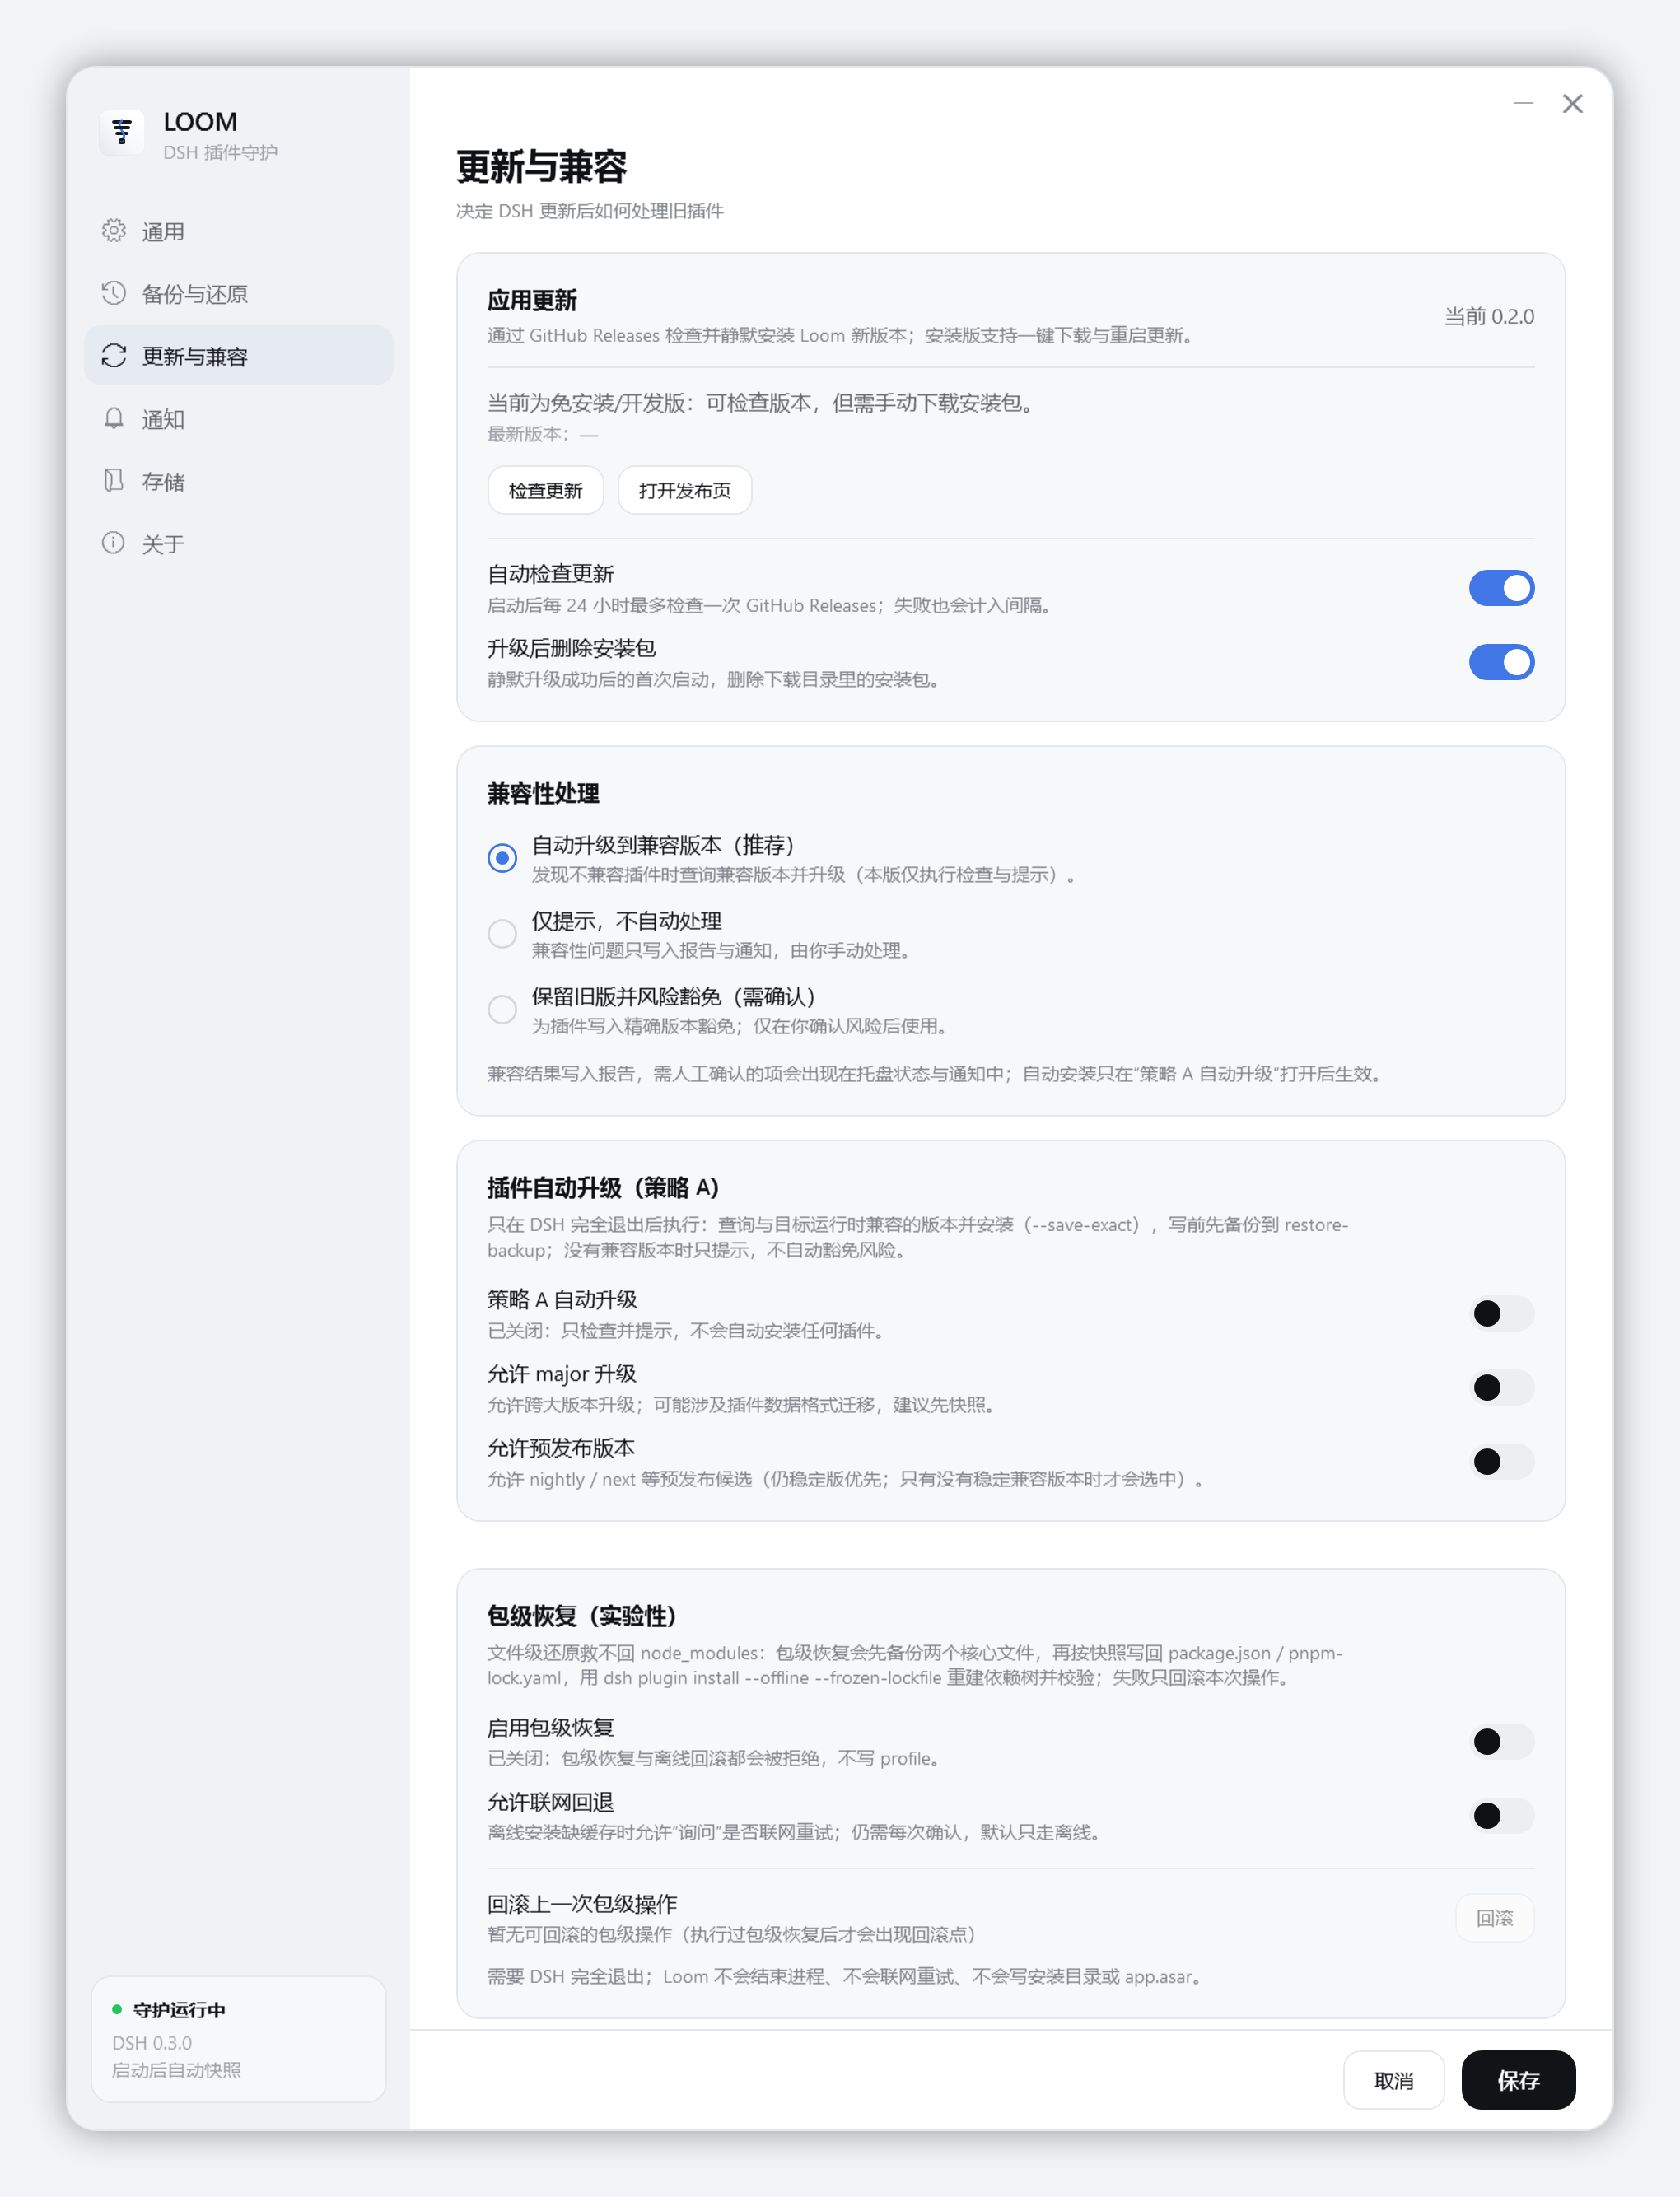 LOOM
DSH 插件守护
通用
备份与还原
更新与兼容
通知
存储
关于
守护运行中
DSH 0.3.0
启动后自动快照
更新与兼容
决定 DSH 更新后如何处理旧插件
应用更新
通过 GitHub Releases 检查并静默安装 Loom 新版本；安装版支持一键下载与重启更新。
当前 0.2.0
当前为免安装/开发版：可检查版本，但需手动下载安装包。
最新版本：—
检查更新
打开发布页
自动检查更新
启动后每 24 小时最多检查一次 GitHub Releases；失败也会计入间隔。
升级后删除安装包
静默升级成功后的首次启动，删除下载目录里的安装包。
兼容性处理
自动升级到兼容版本（推荐）
发现不兼容插件时查询兼容版本并升级（本版仅执行检查与提示）。
仅提示，不自动处理
兼容性问题只写入报告与通知，由你手动处理。
保留旧版并风险豁免（需确认）
为插件写入精确版本豁免；仅在你确认风险后使用。
兼容结果写入报告，需人工确认的项会出现在托盘状态与通知中；自动安装只在"策略 A 自动升级"打开后生效。
插件自动升级（策略 A）
只在 DSH 完全退出后执行：查询与目标运行时兼容的版本并安装（--save-exact），写前先备份到 restore-
backup；没有兼容版本时只提示，不自动豁免风险。
策略 A 自动升级
已关闭：只检查并提示，不会自动安装任何插件。
允许 major 升级
允许跨大版本升级；可能涉及插件数据格式迁移，建议先快照。
允许预发布版本
允许 nightly / next 等预发布候选（仍稳定版优先；只有没有稳定兼容版本时才会选中）。
包级恢复（实验性）
文件级还原救不回 node_modules：包级恢复会先备份两个核心文件，再按快照写回 package.json / pnpm-
lock.yaml，用 dsh plugin install --offline --frozen-lockfile 重建依赖树并校验；失败只回滚本次操作。
启用包级恢复
已关闭：包级恢复与离线回滚都会被拒绝，不写 profile。
允许联网回退
离线安装缺缓存时允许"询问"是否联网重试；仍需每次确认，默认只走离线。
回滚上一次包级操作
暂无可回滚的包级操作（执行过包级恢复后才会出现回滚点）
回滚
需要 DSH 完全退出；Loom 不会结束进程、不会联网重试、不会写安装目录或 app.asar。
取消
保存